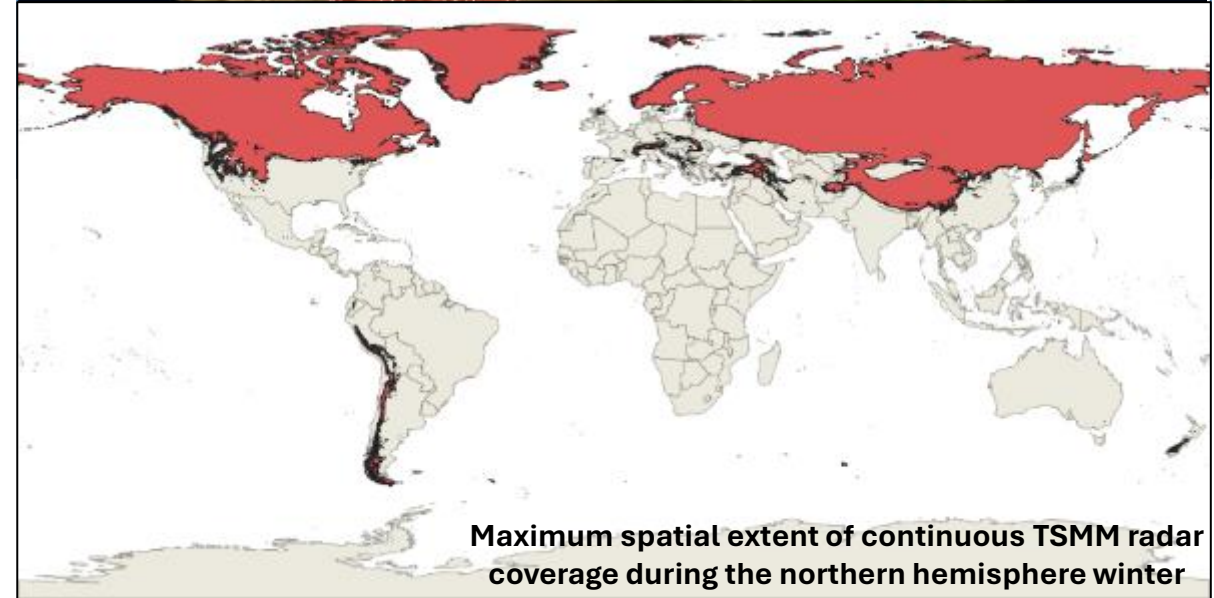 Maximum spatial extent of continuous TSMM radar
coverage during the northern hemisphere winter